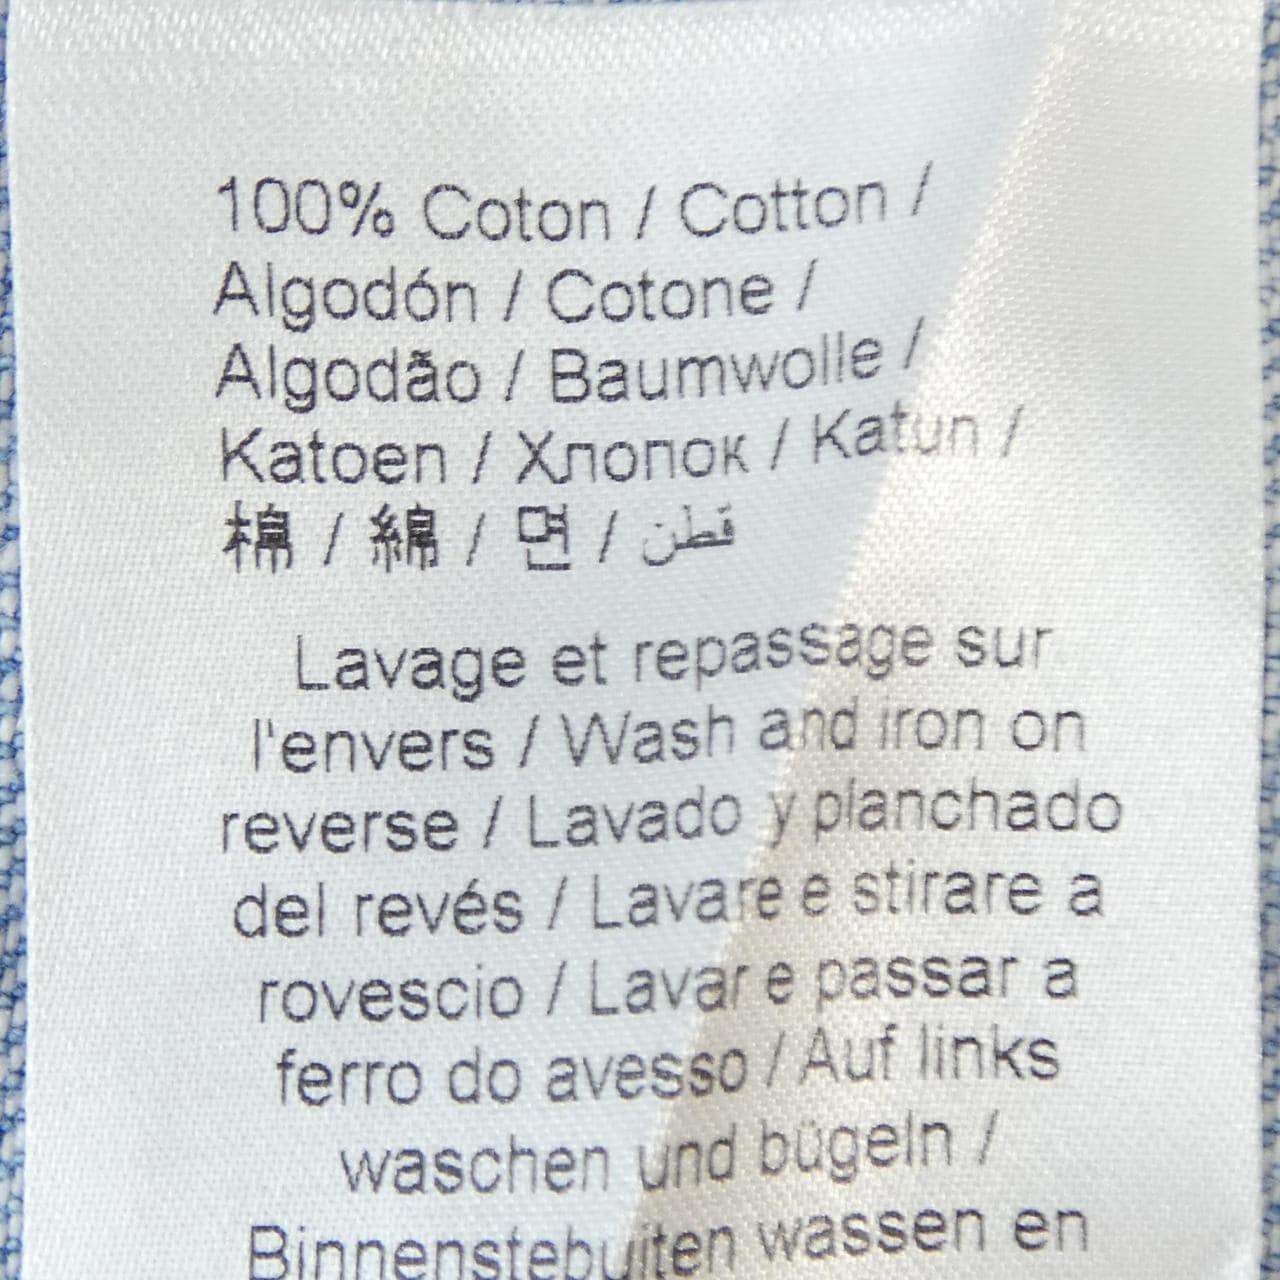 100% Coton / Cotton /
Algodón / Cotone /
Algodão / Baumwolle /
Katoen / Хлопок / Katun /
棉 / 綿 / 면 / قطن
Lavage et repassage sur
l'envers / Wash and iron on
reverse / Lavado y planchado
del revés / Lavare e stirare a
rovescio / Lavar e passar a
ferro do avesso / Auf links
waschen und bügeln /
Binnenstebuiten wassen en